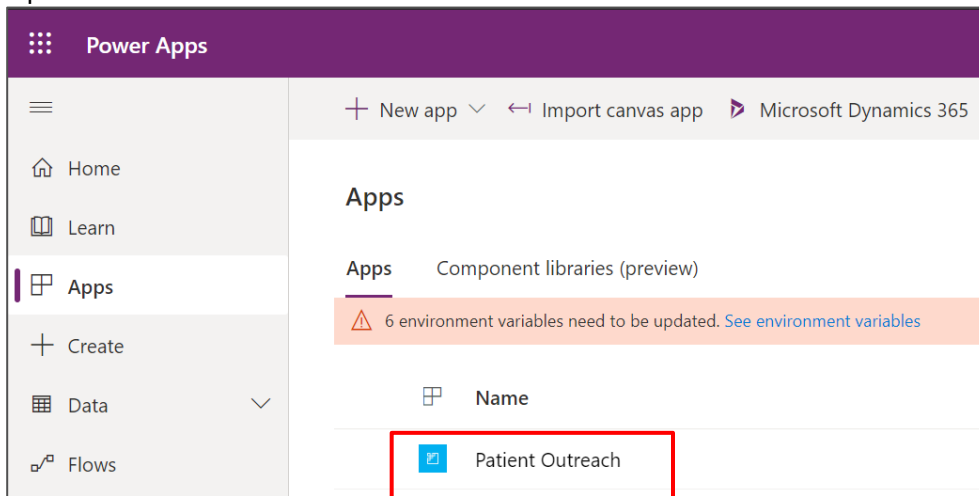 Power Apps
New app
Import canvas app
Microsoft Dynamics 365
Home
Learn
Apps
Create
Data
Flows
Apps
Apps
Component libraries (preview)
6 environment variables need to be updated. See environment variables
Name
Patient Outreach